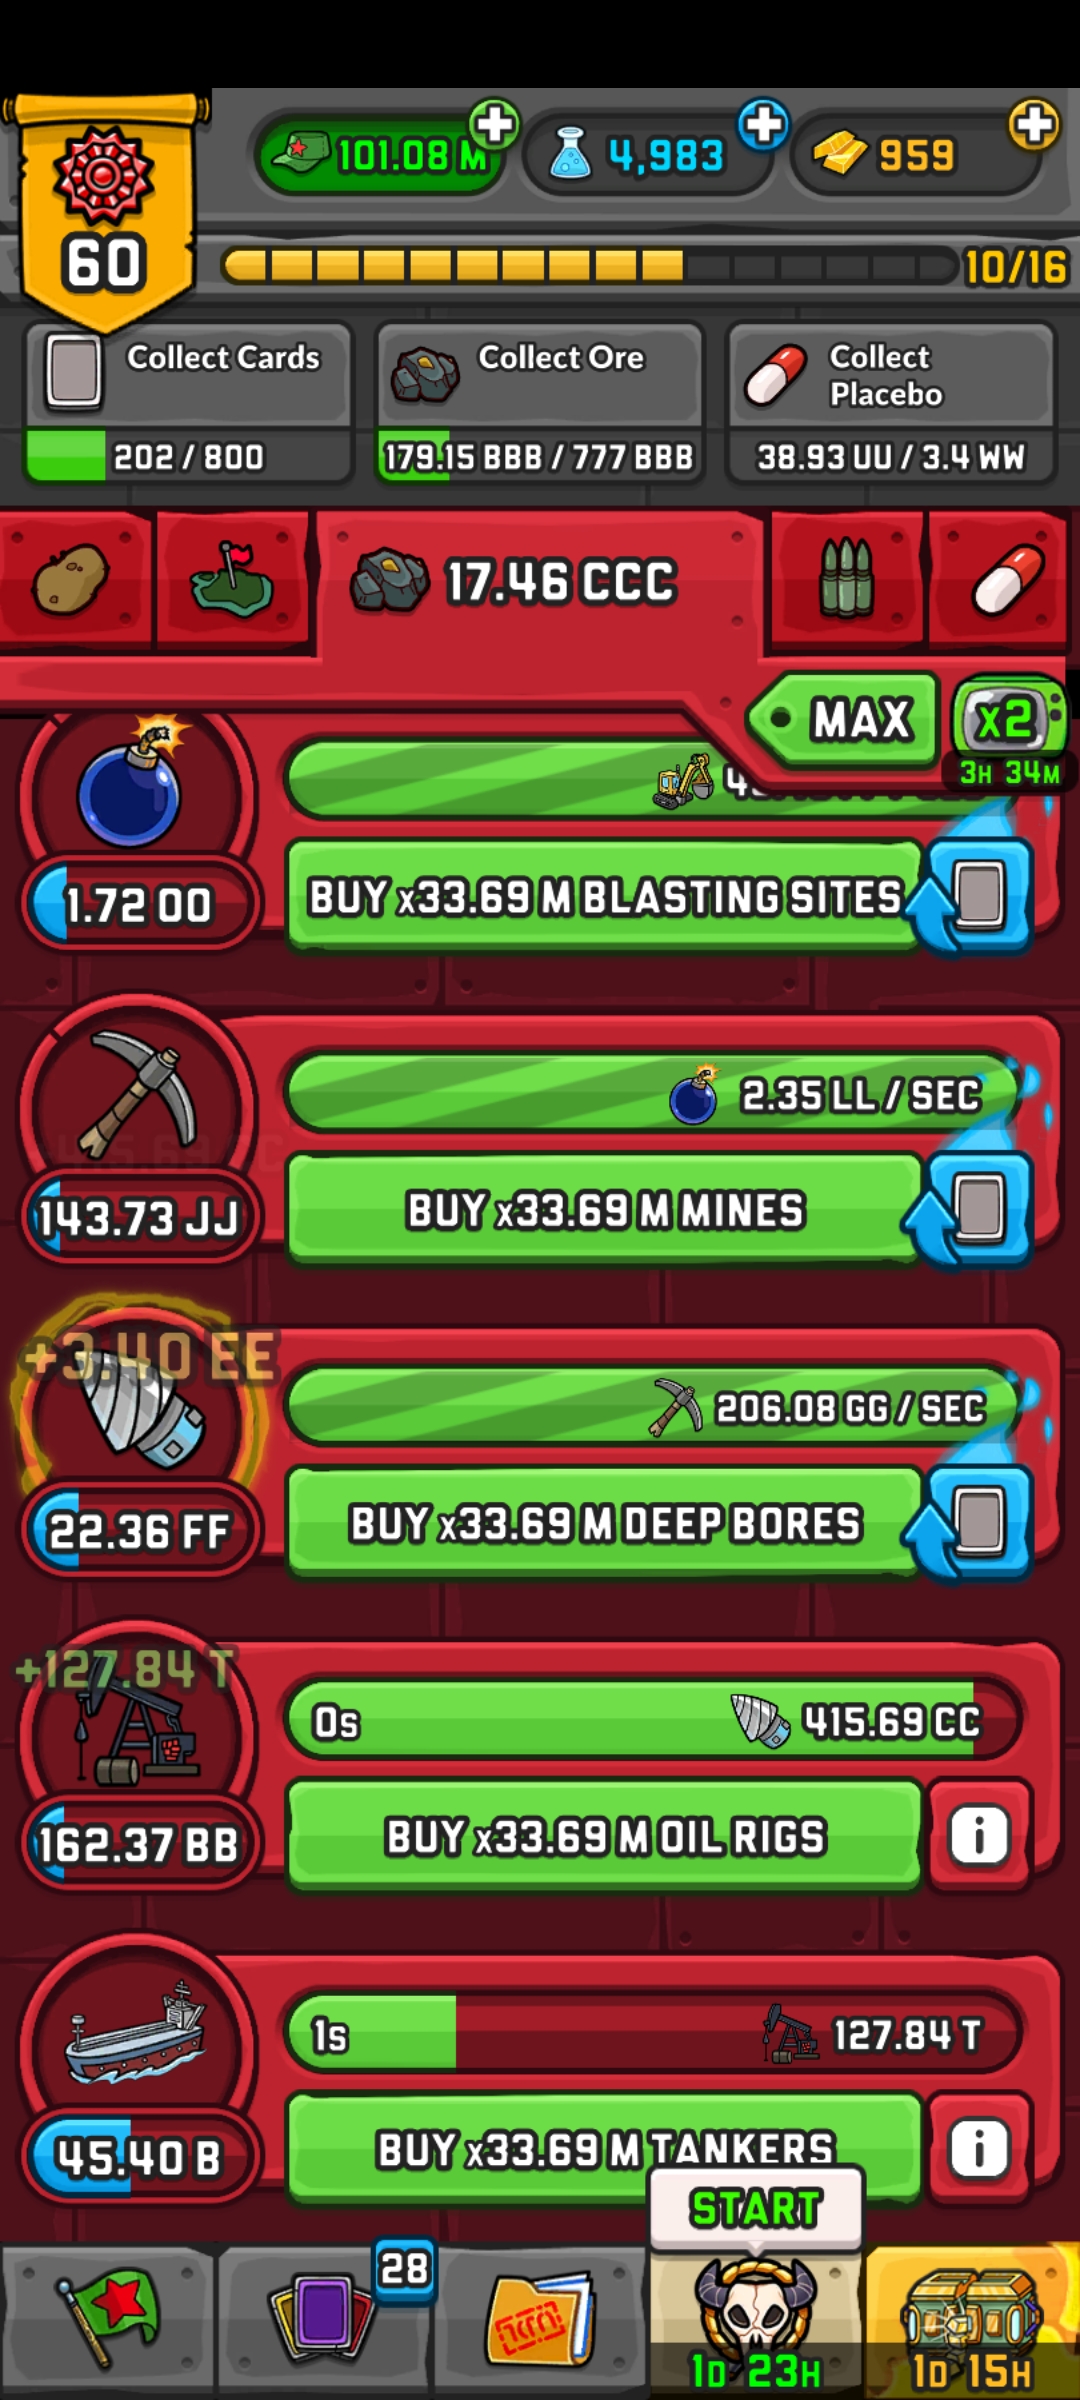 101.08 M
4,983
959
60
10/16
Collect Cards
Collect Ore
Collect
Placebo
202 / 800
179.15 BBB / 777 BBB
38.93 UU / 3.4 WW
17.46 CCC
MAX
x2
3H 34M
1.72 OO
BUY x33.69 M BLASTING SITES
2.35 LL / SEC
143.73 JJ
BUY x33.69 M MINES
+3.40 EE
206.08 GG / SEC
22.36 FF
BUY x33.69 M DEEP BORES
+127.84 T
0s
415.69 CC
162.37 BB
BUY x33.69 M OIL RIGS
i
1s
127.84 T
45.40 B
BUY x33.69 M TANKERS
i
START
28
1D 23H
1D 15H